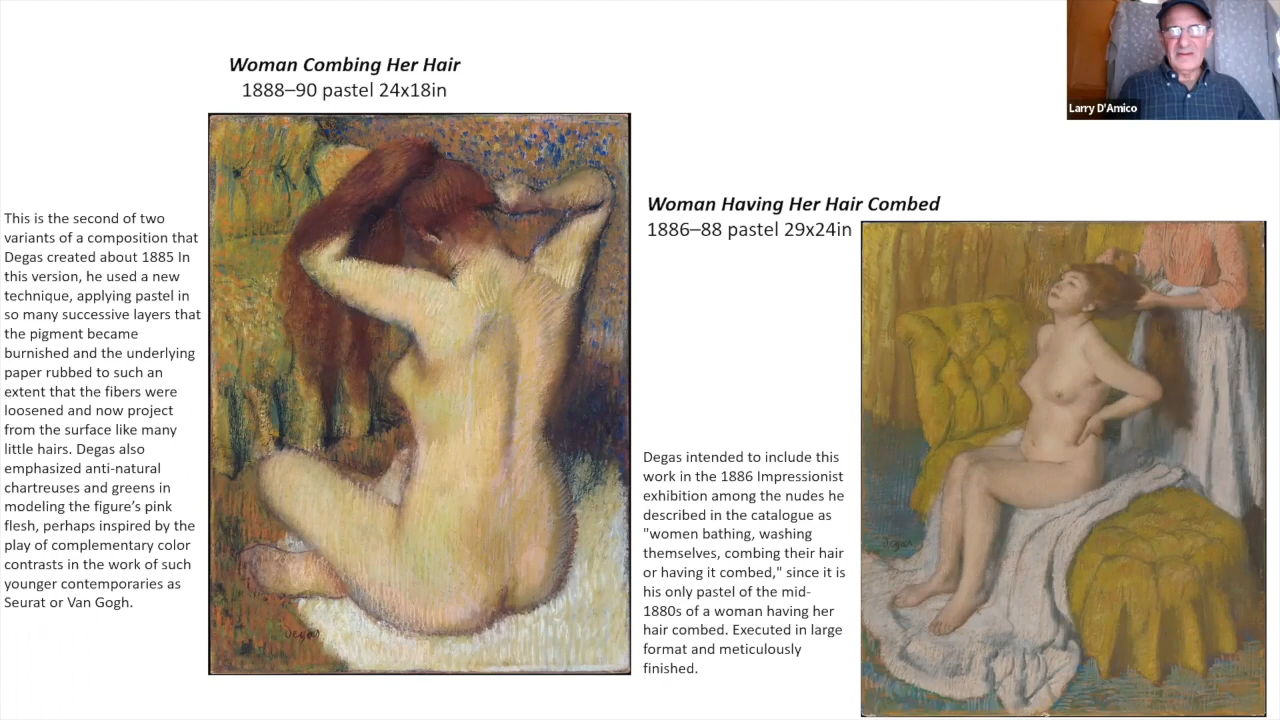 Woman Combing Her Hair
1888–90 pastel 24x18in
Larry D'Amico
This is the second of two
variants of a composition that
Degas created about 1885 In
this version, he used a new
technique, applying pastel in
so many successive layers that
the pigment became
burnished and the underlying
paper rubbed to such an
extent that the fibers were
loosened and now project
from the surface like many
little hairs. Degas also
emphasized anti-natural
chartreuses and greens in
modeling the figure’s pink
flesh, perhaps inspired by the
play of complementary color
contrasts in the work of such
younger contemporaries as
Seurat or Van Gogh.
Degas
Woman Having Her Hair Combed
1886–88 pastel 29x24in
Degas intended to include this
work in the 1886 Impressionist
exhibition among the nudes he
described in the catalogue as
"women bathing, washing
themselves, combing their hair
or having it combed," since it is
his only pastel of the mid-
1880s of a woman having her
hair combed. Executed in large
format and meticulously
finished.
Degas